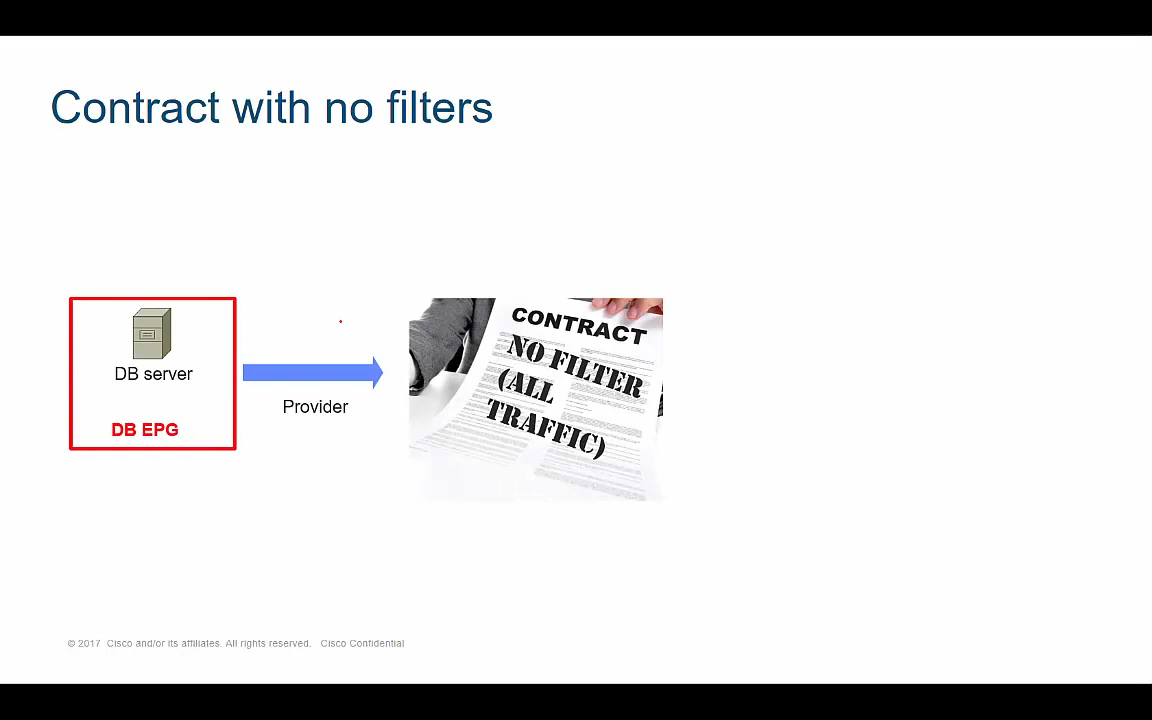 Contract with no filters
DB server
DB EPG
Provider
CONTRACT
NO FILTER
(ALL
TRAFFIC)
© 2017 Cisco and/or its affiliates. All rights reserved. Cisco Confidential